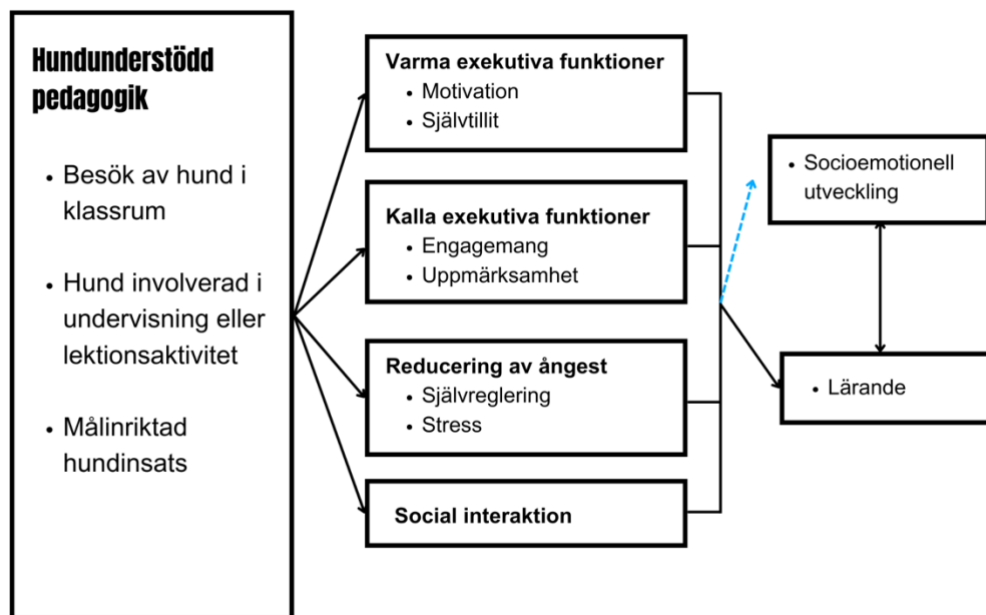 Hundunderstödd
pedagogik
• Besök av hund i
klassrum
• Hund involverad i
undervisning eller
lektionsaktivitet
• Målinriktad
hundinsats
Varma exekutiva funktioner
• Motivation
• Självtillit
Kalla exekutiva funktioner
• Engagemang
• Uppmärksamhet
Reducering av ångest
• Självreglering
• Stress
Social interaktion
• Socioemotionell
utveckling
• Lärande